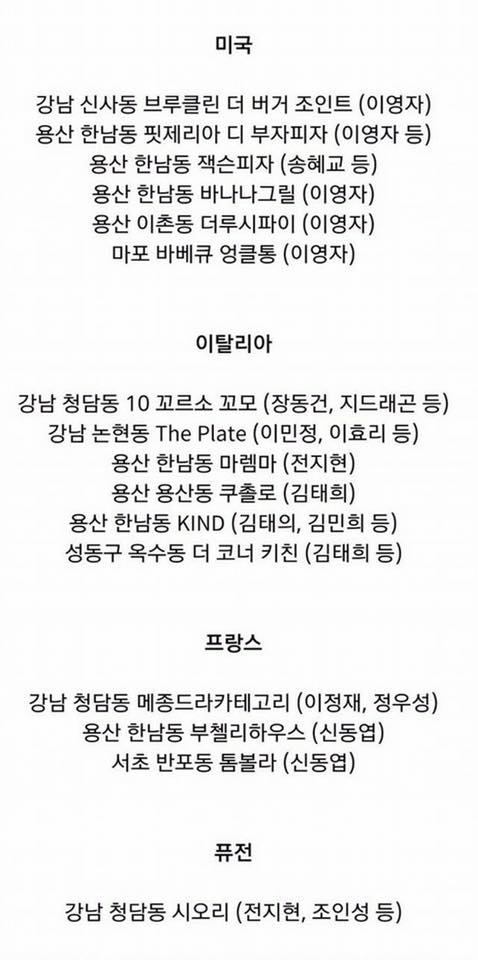 미국
강남 신사동 브루클린 더 버거 조인트 (이영자)
용산 한남동 핏제리아 디 부자피자 (이영자 등)
용산 한남동 잭슨피자 (송혜교 등)
용산 한남동 바나나그릴 (이영자)
용산 이촌동 더루시파이 (이영자)
마포 바베큐 엉클통 (이영자)
이탈리아
강남 청담동 10 꼬르소 꼬모 (장동건, 지드래곤 등)
강남 논현동 The Plate (이민정, 이효리 등)
용산 한남동 마렘마 (전지현)
용산 용산동 쿠촐로 (김태희)
용산 한남동 KIND (김태의, 김민희 등)
성동구 옥수동 더 코너 키친 (김태희 등)
프랑스
강남 청담동 메종드라카테고리 (이정재, 정우성)
용산 한남동 부첼리하우스 (신동엽)
서초 반포동 톰볼라 (신동엽)
퓨전
강남 청담동 시오리 (전지현, 조인성 등)